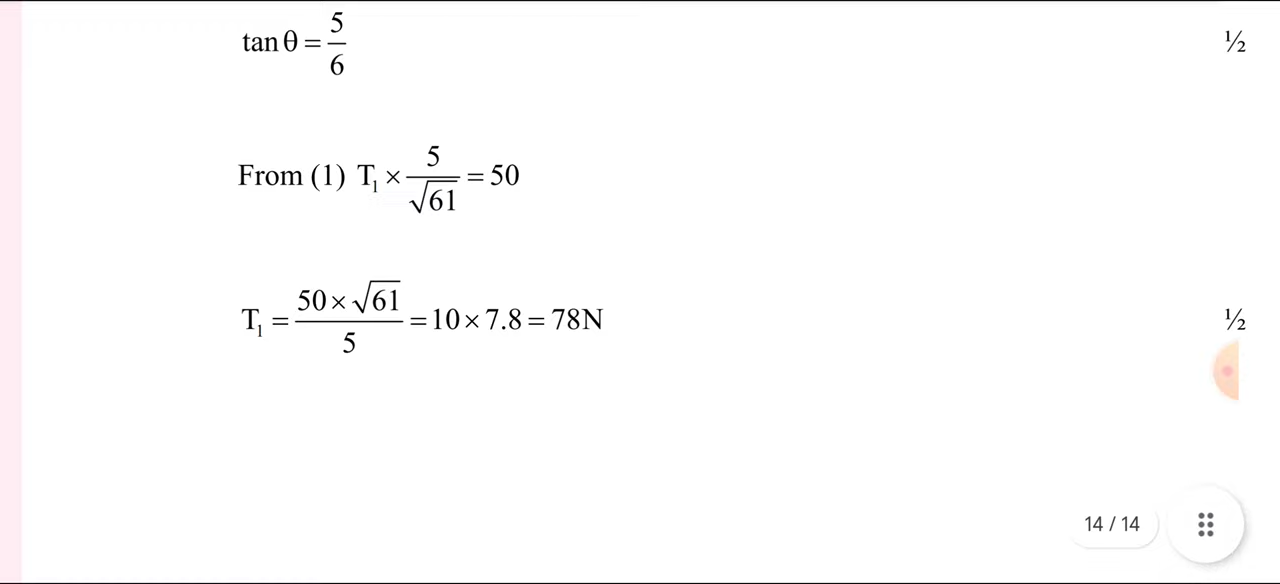 tan θ = 5/6 ½
From (1) T₁ × 5/√61 = 50
T₁ = (50 × √61)/5 = 10 × 7.8 = 78N ½
14 / 14